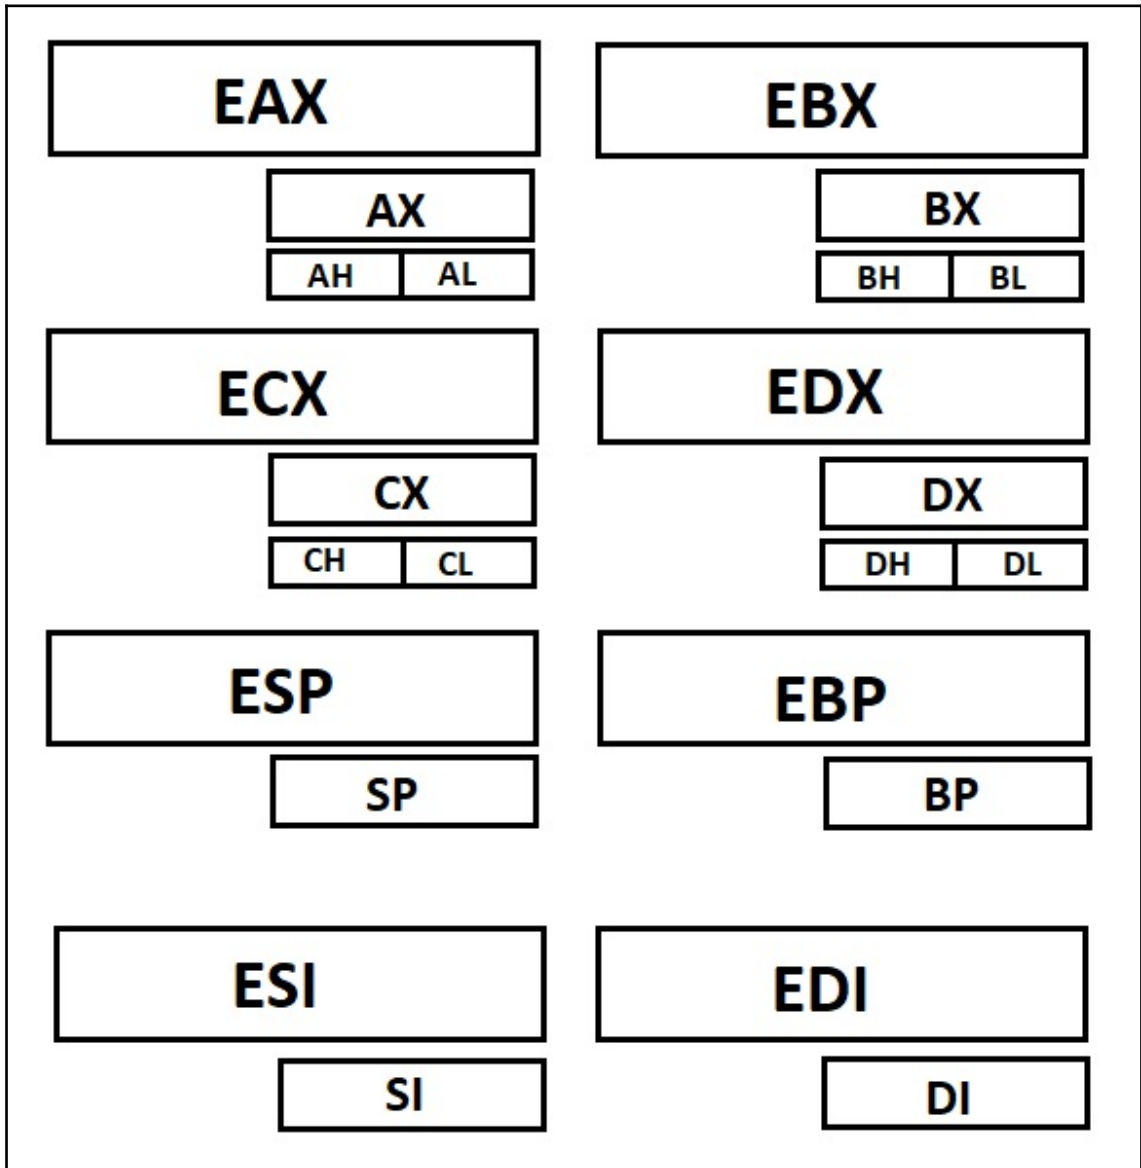 EAX EBX
AX BX
AH AL BH BL
ECX EDX
CX DX
CH CL DH DL
ESP EBP
SP BP
ESI EDI
SI DI